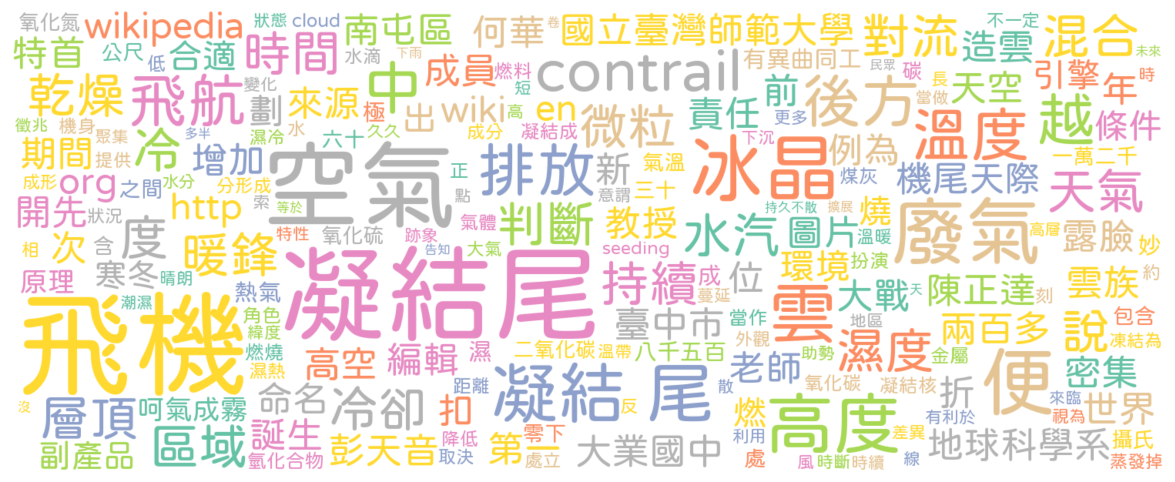 氧化氮 狀態 cloud 南屯區 何華 國立臺灣師範大學 對流 不一定 造雲 混合
wikipedia 時間 特首 公尺 低 合適 水滴 下雨 卷 有異曲同工 民眾 碳 長 引擎 未來
乾燥 飛航 變化 劃 來源 中 成員 燃料 短 contrail 前 後方 當做 天空 年 時
徵兆 機身 聚集 多半 水 極 出 wiki 高 en 微粒 責任 更多 溫度 越 條件
期間 提供 冷 增加 濕冷 六十 久久 成分 凝結成 下沉 例為 一萬二千
成形 org 之間 水分 分形成 空氣 正 排放 新 氣溫 意謂 三十 冰晶 煤灰 機尾天際 天氣
開先 狀況 http 索 等於 點 判斷 教授 持久不散 擴展 燒 廢氣 高層 露臉 妙
相 次 含 度 特性 氧化硫 跡象 氣體 大氣 seeding 水汽 圖片 溫暖
原理 寒冬 晴朗 暖鋒 凝結尾 告知 持續 成 蔓延 位 環境 扮演 雲族 約
飛機 潮濕 熱氣 角色 緯度 臺中市 當作 雲 大戰 天 陳正達 刻 包含
燃燒 濕熱 高空 編輯 濕 二氧化碳 溫帶 八千五百 外觀 地區 濕度 兩百多 說 凍結為
沒 層頂 呵氣成霧 命名 冷卻 距離 凝結 尾 散 老師 助勢 氧化碳 凝結核 金屬 折 便 密集
區域 誕生 扣 反 燃 利用 高度 有利於 差異 來臨 視為 世界
副產品 氫化合物 彭天音 降低 取決 第 零下 處立 大業國中 處 風 時斷時續 線 地球科學系 攝氏 蒸發掉